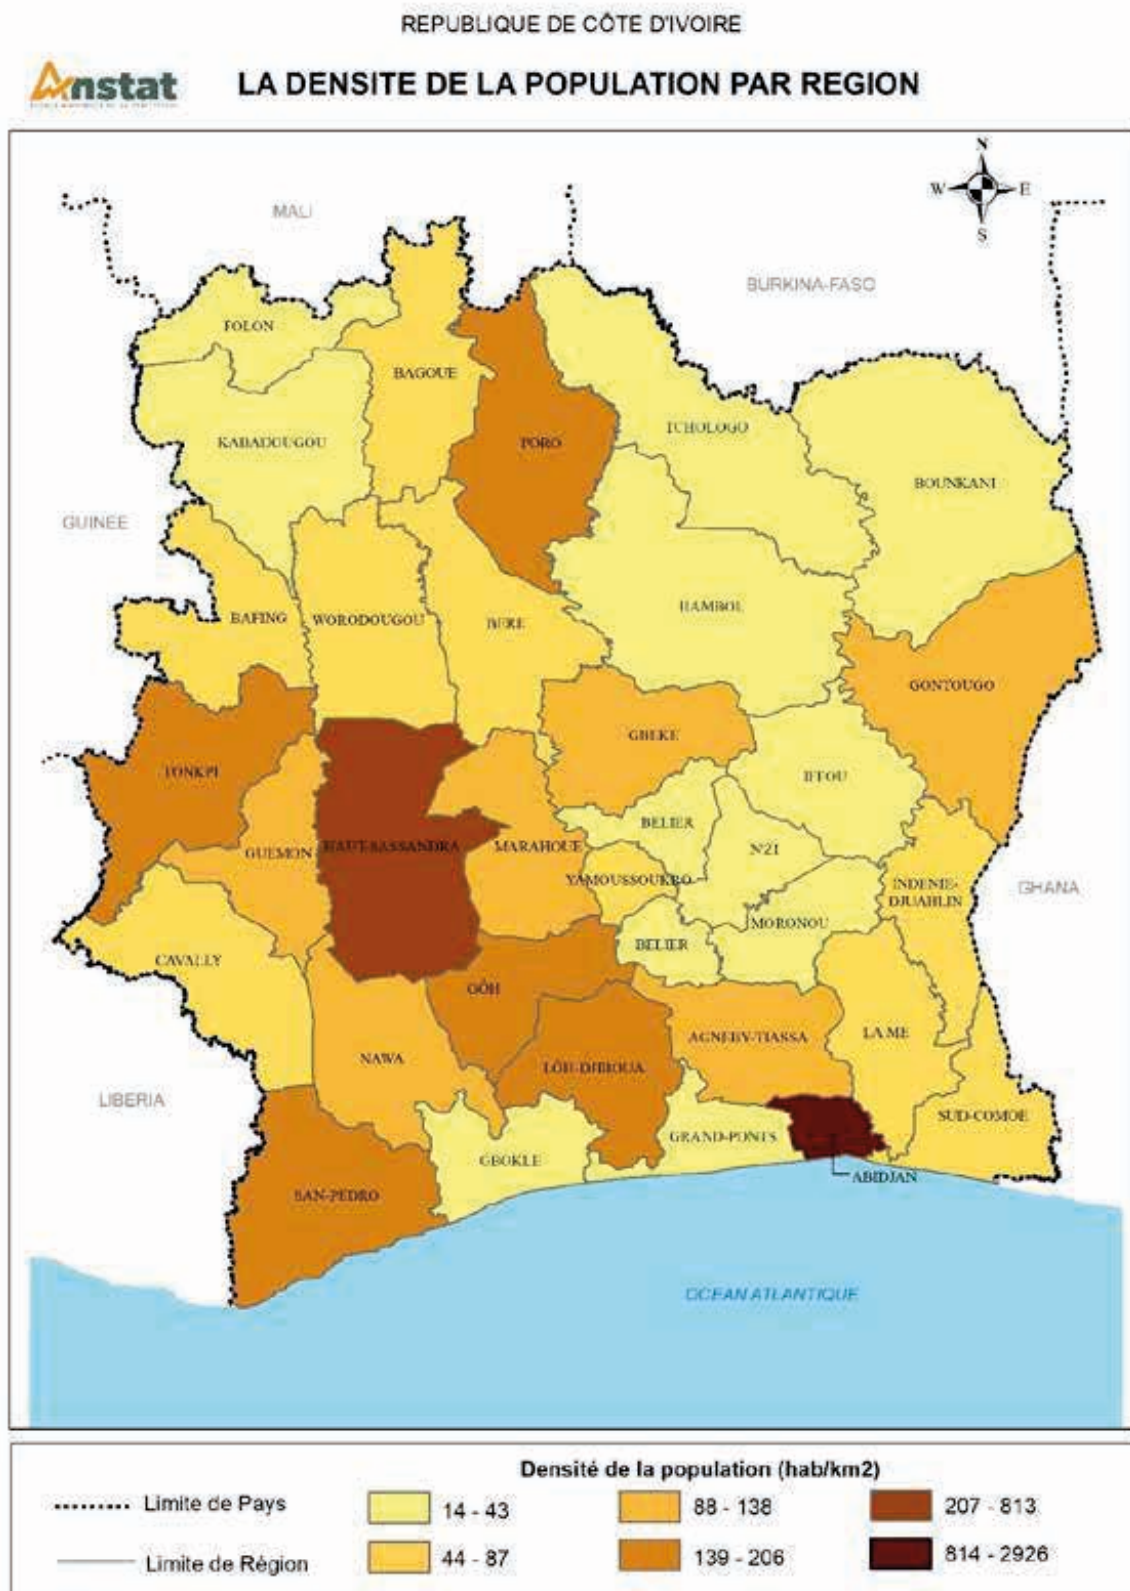 REPUBLIQUE DE CÔTE D'IVOIRE
Anstat
LA DENSITE DE LA POPULATION PAR REGION
N
W E
S
MALI
BURKINA-FASO
FOLON
BAGOUE
KABADOUGOU
PORO
TCHOLOGO
BOUNKANI
GUINEE
BAFING
WORODOUGOU
BERE
HAMBOL
GONTOUGO
GBEKE
TONKPI
IFFOU
BELIER
GUEMON
HAUT-SASSANDRA
MARAHOUE
N'ZI
YAMOUSSOUKRO
INDENIE-
DJUABLIN
GHANA
MORONOU
BELIER
CAVALLY
GÔH
NAWA
AGNEBY-TIASSA
LA ME
LÔH-DJIBOUA
LIBERIA
SUD-COMOE
GRAND-PONTS
GBOKLE
ABIDJAN
SAN-PEDRO
OCEAN ATLANTIQUE
Densité de la population (hab/km2)
Limite de Pays
14 - 43
88 - 138
207 - 813
Limite de Région
44 - 87
139 - 206
814 - 2926